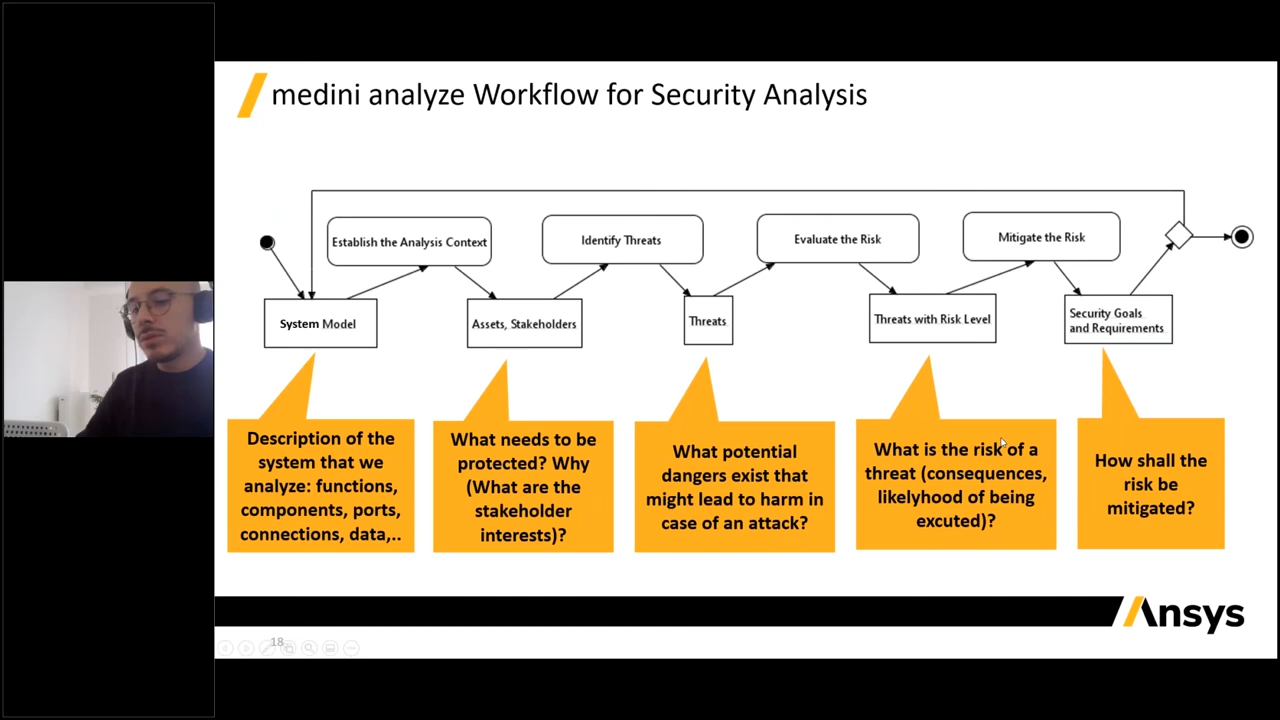 medini analyze Workflow for Security Analysis
Establish the Analysis Context
Identify Threats
Evaluate the Risk
Mitigate the Risk
System Model
Assets, Stakeholders
Threats
Threats with Risk Level
Security Goals
and Requirements
Description of the
system that we
analyze: functions,
components, ports,
connections, data,..
What needs to be
protected? Why
(What are the
stakeholder
interests)?
What potential
dangers exist that
might lead to harm in
case of an attack?
What is the risk of a
threat (consequences,
likelyhood of being
excuted)?
How shall the
risk be
mitigated?
Ansys
18